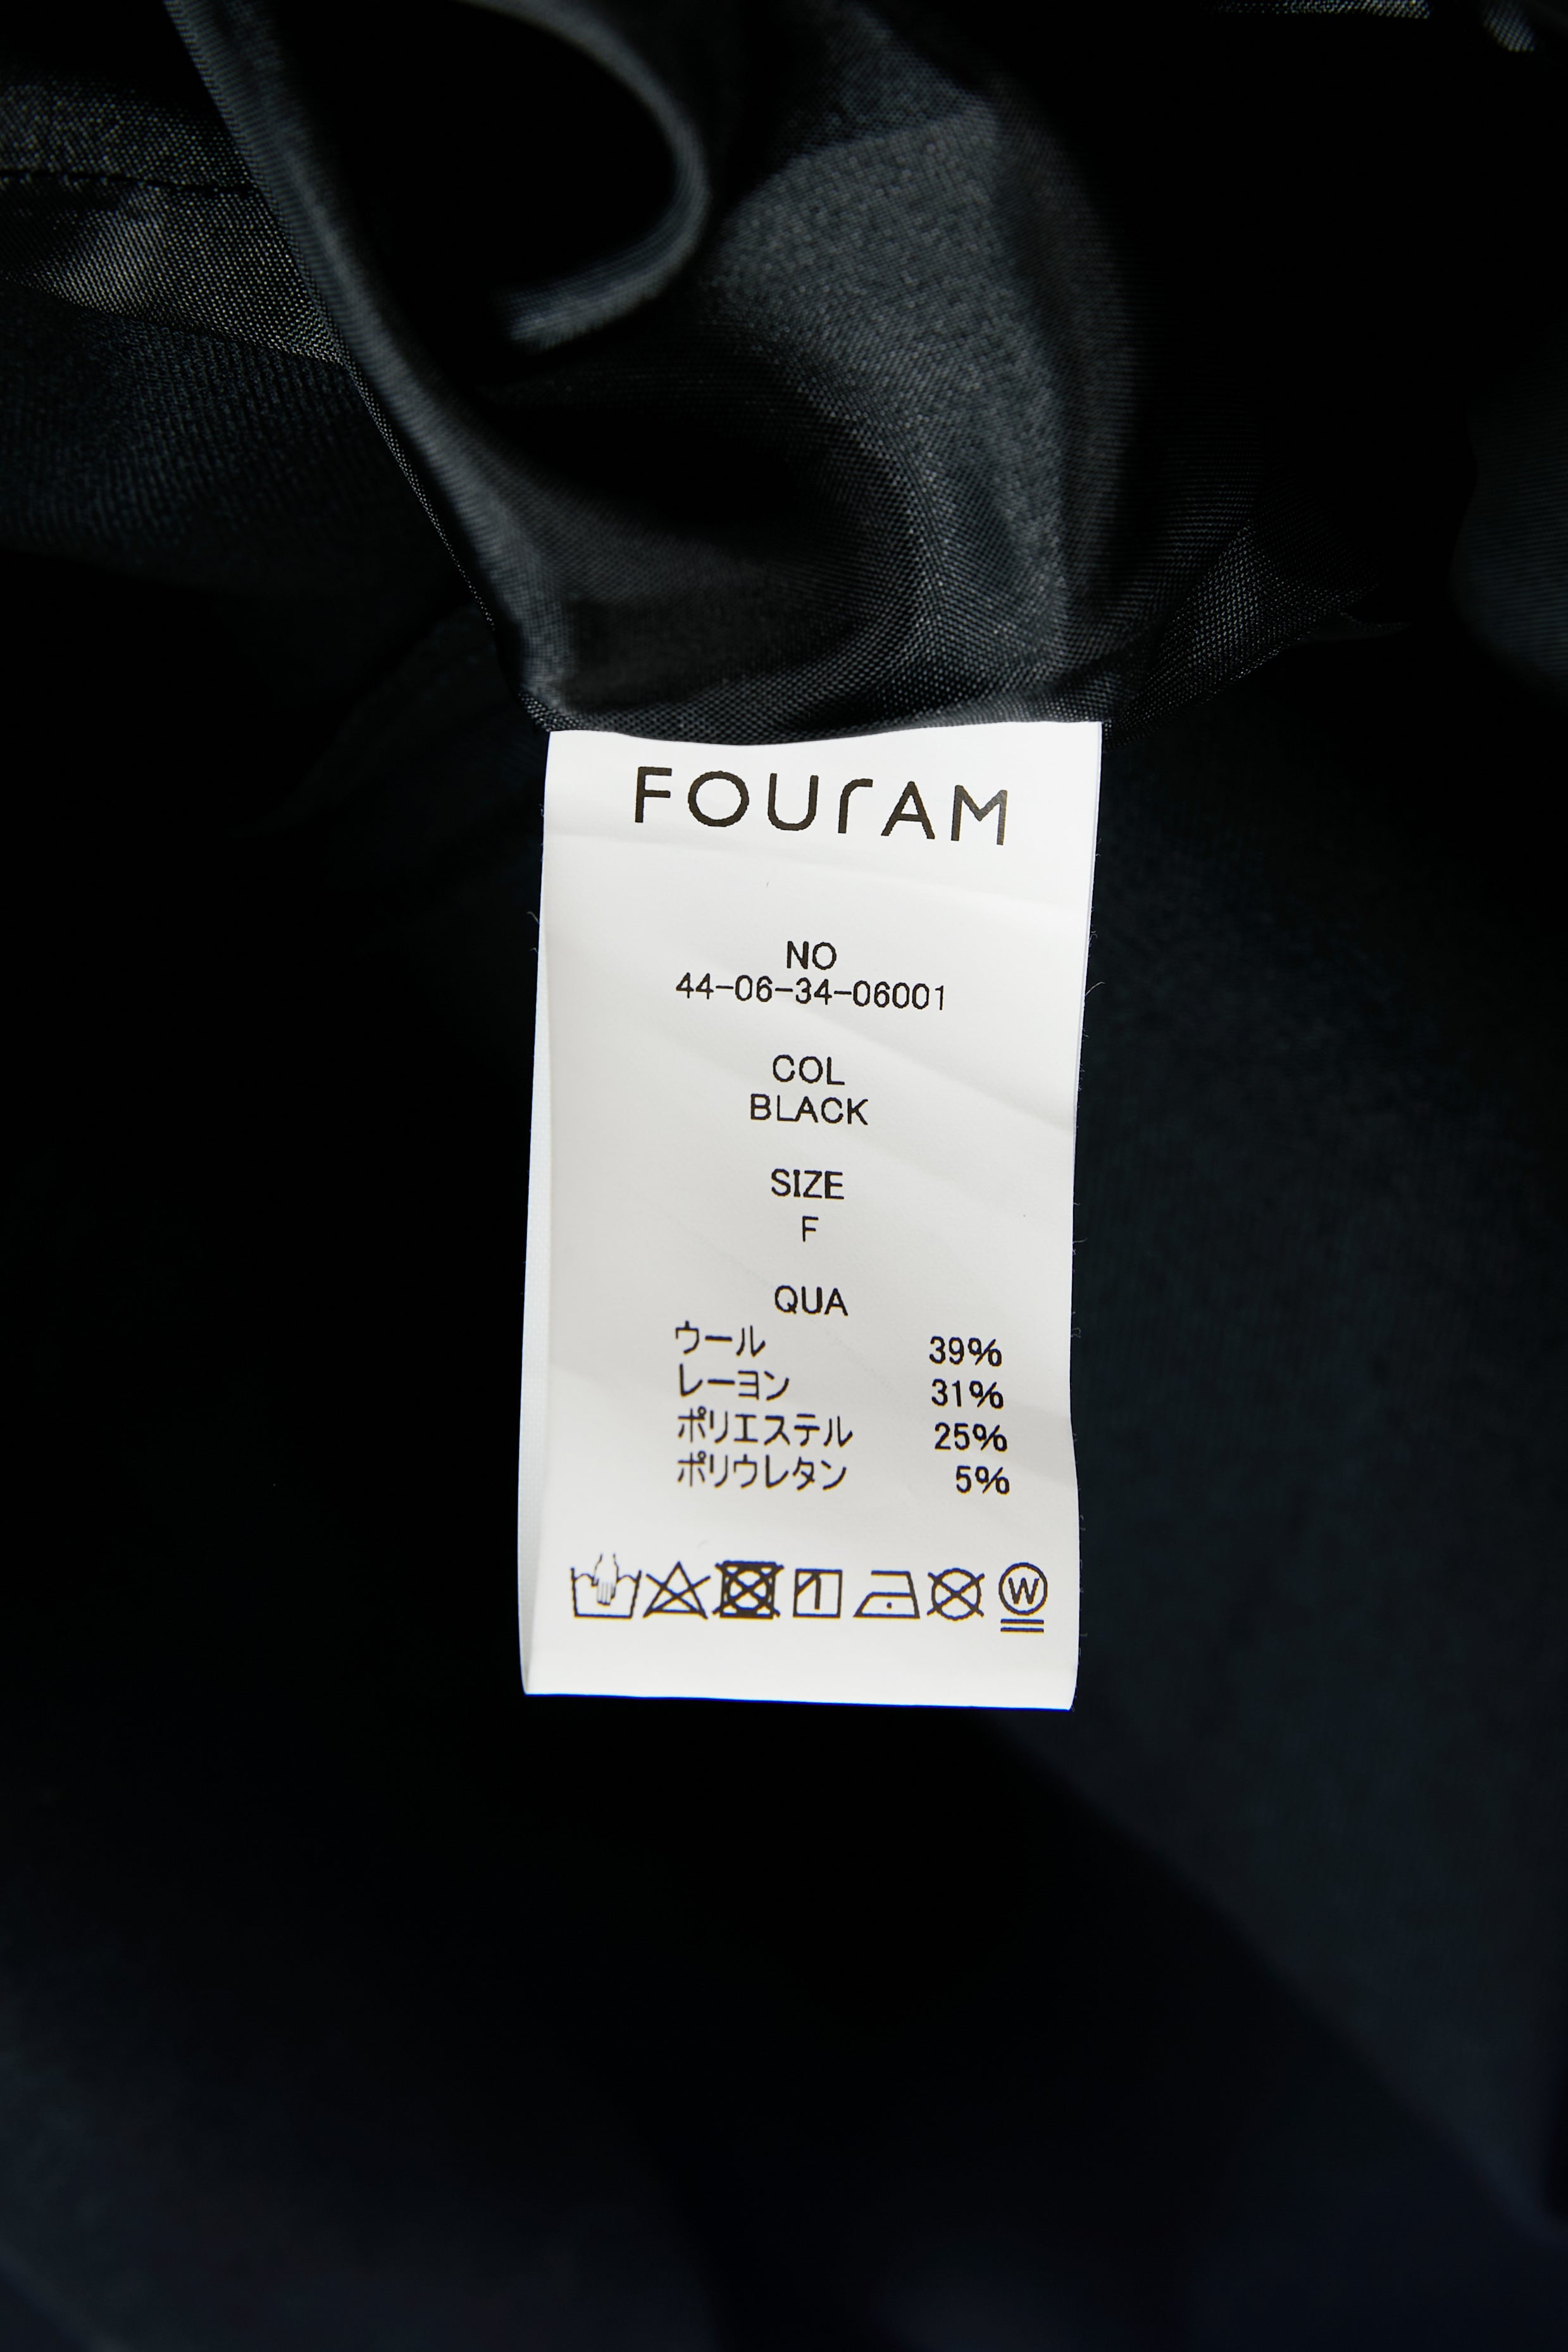 FOUrAM
NO
44-06-34-06001
COL
BLACK
SIZE
F
QUA
ウール 39%
レーヨン 31%
ポリエステル 25%
ポリウレタン 5%
W